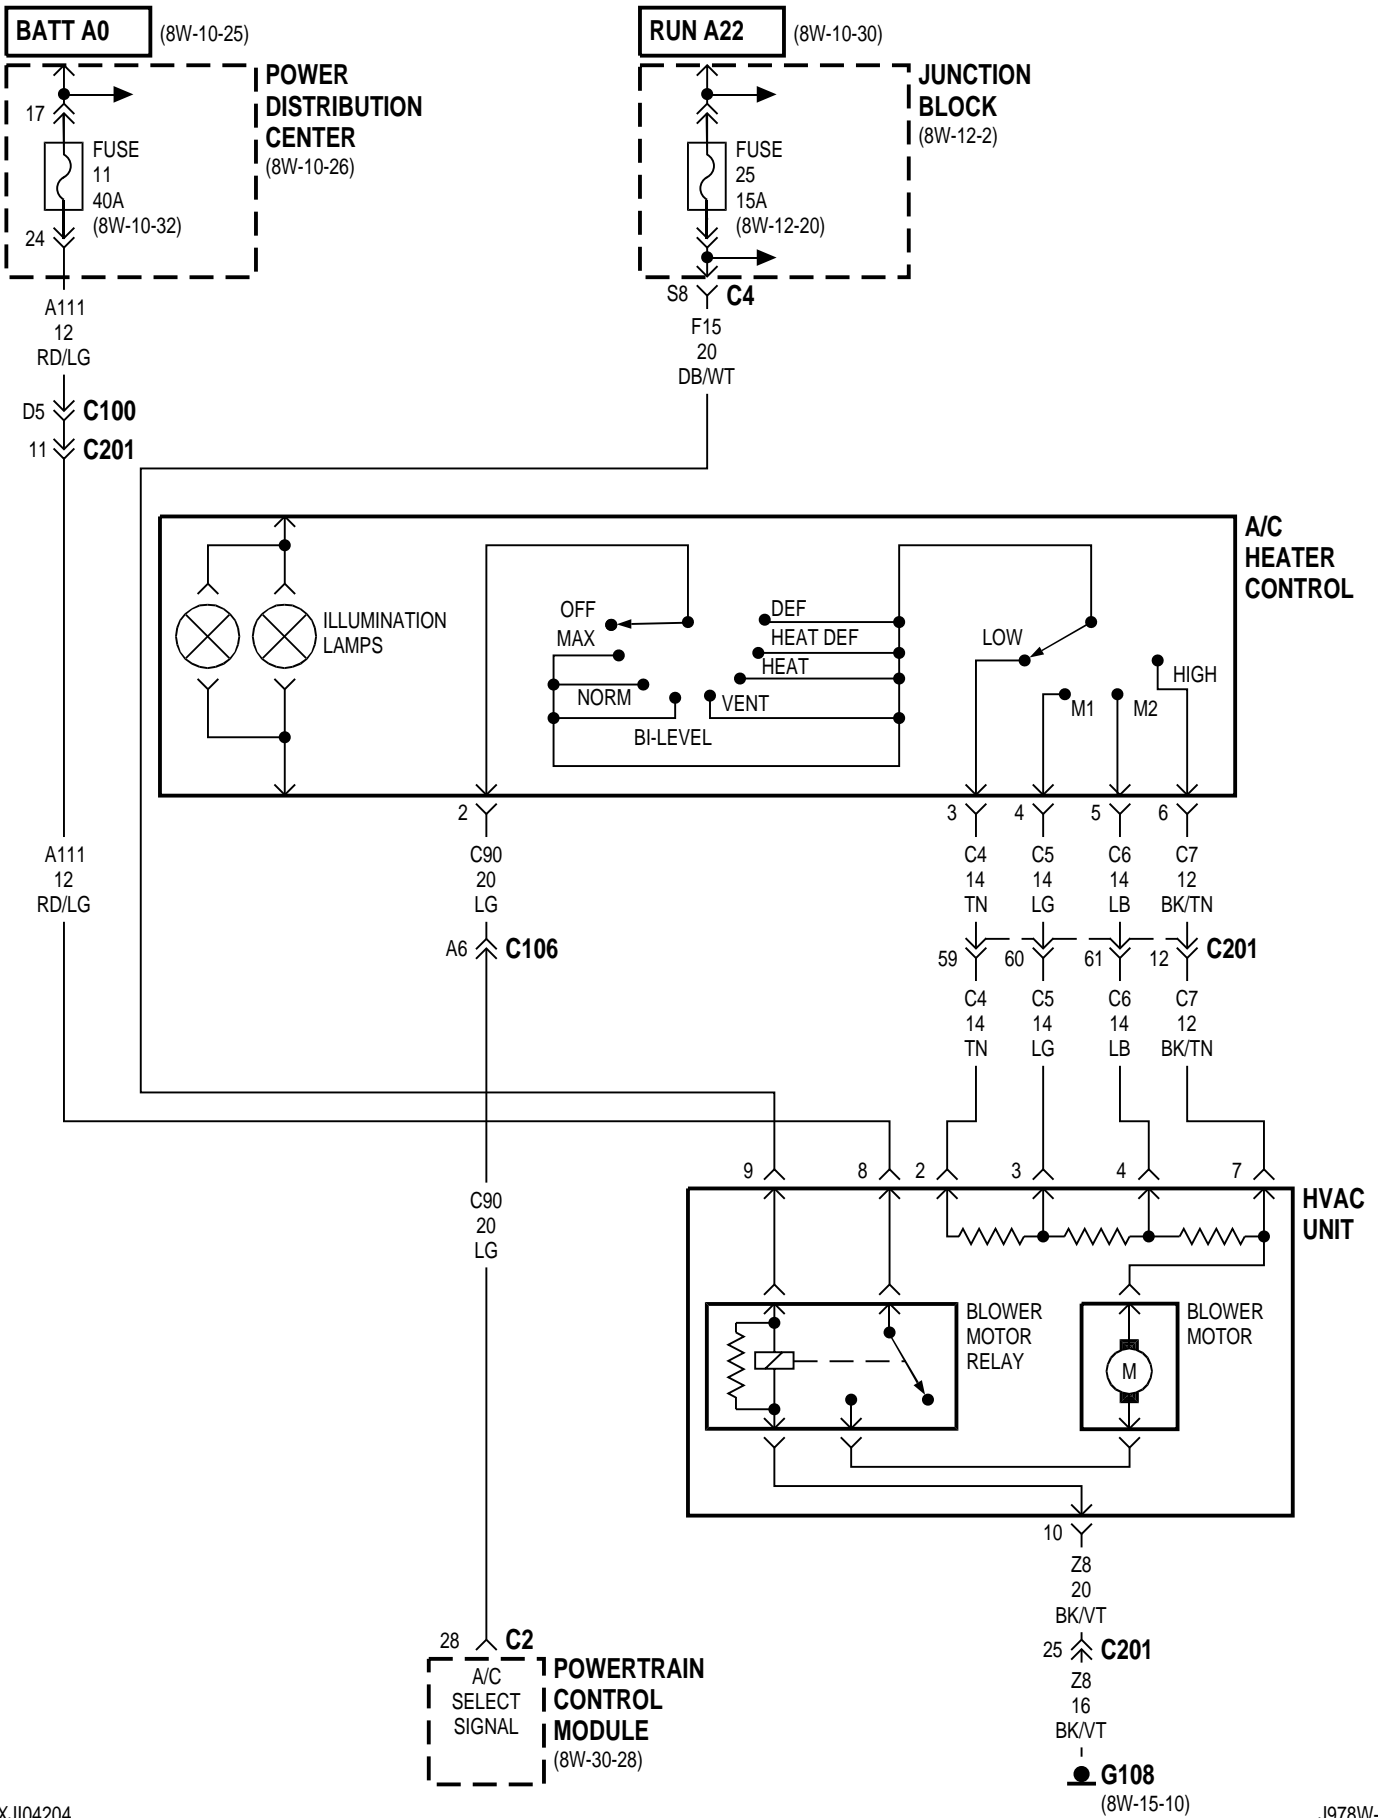 BATT A0 (8W-10-25)
RUN A22 (8W-10-30)
POWER
DISTRIBUTION
CENTER
(8W-10-26)
17
FUSE
11
40A
(8W-10-32)
24
JUNCTION
BLOCK
(8W-12-2)
FUSE
25
15A
(8W-12-20)
S8 C4
A111
12
RD/LG
F15
20
DB/WT
D5 C100
11 C201
A/C
HEATER
CONTROL
ILLUMINATION
LAMPS
OFF
MAX
NORM
BI-LEVEL
DEF
HEAT DEF
HEAT
VENT
LOW
M1
M2
HIGH
2
3
4
5
6
A111
12
RD/LG
C90
20
LG
C4
14
TN
C5
14
LG
C6
14
LB
C7
12
BK/TN
A6 C106
59
60
61
12 C201
C4
14
TN
C5
14
LG
C6
14
LB
C7
12
BK/TN
9
8
2
3
4
7
C90
20
LG
HVAC
UNIT
BLOWER
MOTOR
RELAY
BLOWER
MOTOR
M
10
Z8
20
BK/VT
25 C201
Z8
16
BK/VT
G108
(8W-15-10)
28 C2
A/C
SELECT
SIGNAL
POWERTRAIN
CONTROL
MODULE
(8W-30-28)
XJI04204
J978W-